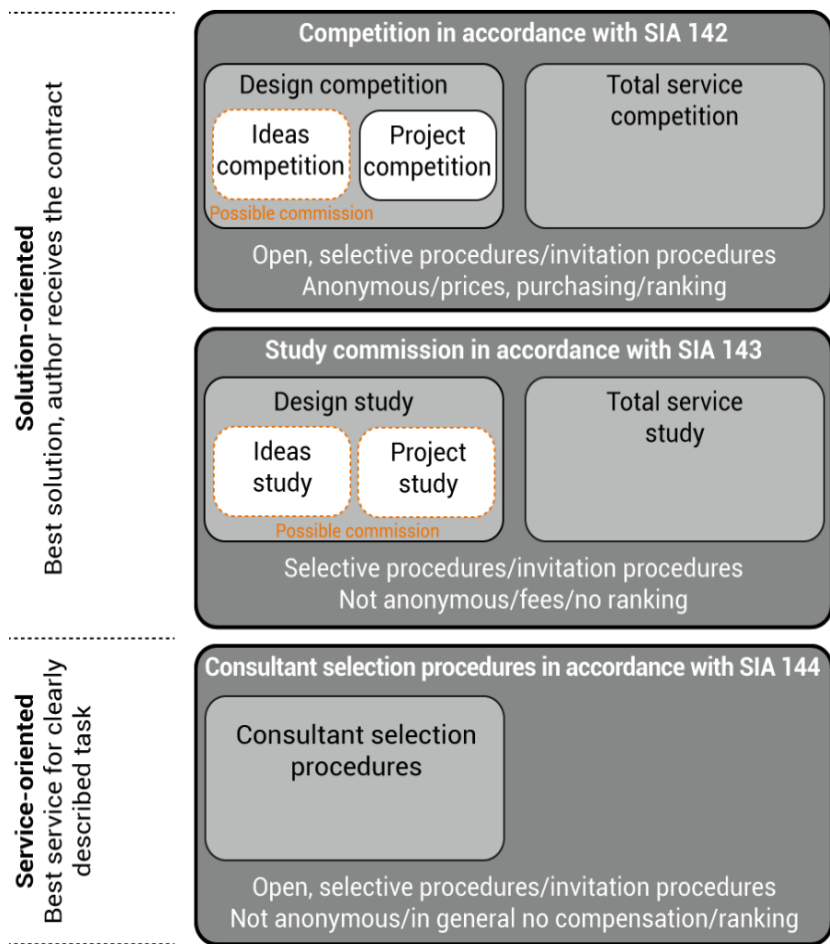 Solution-oriented
Best solution, author receives the contract
Competition in accordance with SIA 142
Design competition
Ideas
competition
Project
competition
Possible commission
Total service
competition
Open, selective procedures/invitation procedures
Anonymous/prices, purchasing/ranking
Study commission in accordance with SIA 143
Design study
Ideas
study
Project
study
Possible commission
Total service
study
Selective procedures/invitation procedures
Not anonymous/fees/no ranking
Service-oriented
Best service for clearly
described task
Consultant selection procedures in accordance with SIA 144
Consultant selection
procedures
Open, selective procedures/invitation procedures
Not anonymous/in general no compensation/ranking